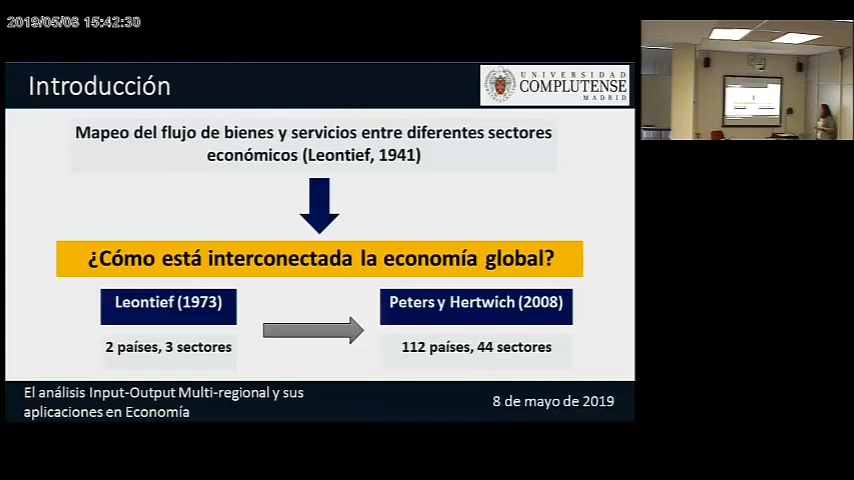 2019/05/08 15:42:30
Introducción
UNIVERSIDAD
COMPLUTENSE
MADRID
Mapeo del flujo de bienes y servicios entre diferentes sectores
económicos (Leontief, 1941)
¿Cómo está interconectada la economía global?
Leontief (1973)
Peters y Hertwich (2008)
2 países, 3 sectores
112 países, 44 sectores
El análisis Input-Output Multi-regional y sus
aplicaciones en Economía
8 de mayo de 2019